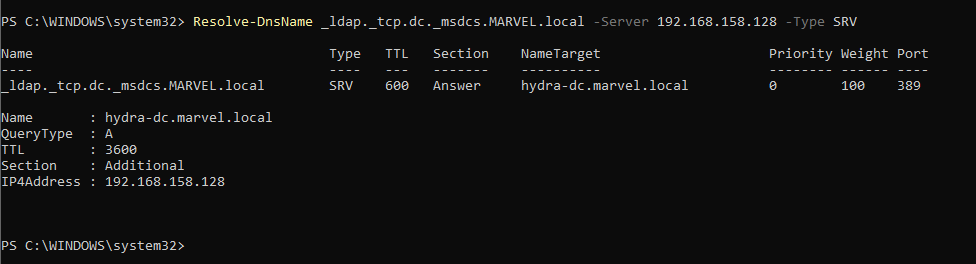 PS C:\WINDOWS\system32> Resolve-DnsName _ldap._tcp.dc._msdcs.MARVEL.local -Server 192.168.158.128 -Type SRV
Name                                     Type   TTL   Section    NameTarget                     Priority Weight Port
----                                     ----   ---   -------    ----------                     -------- ------ ----
_ldap._tcp.dc._msdcs.MARVEL.local        SRV    600   Answer     hydra-dc.marvel.local          0        100    389
Name       : hydra-dc.marvel.local
QueryType  : A
TTL        : 3600
Section    : Additional
IP4Address : 192.168.158.128
PS C:\WINDOWS\system32>